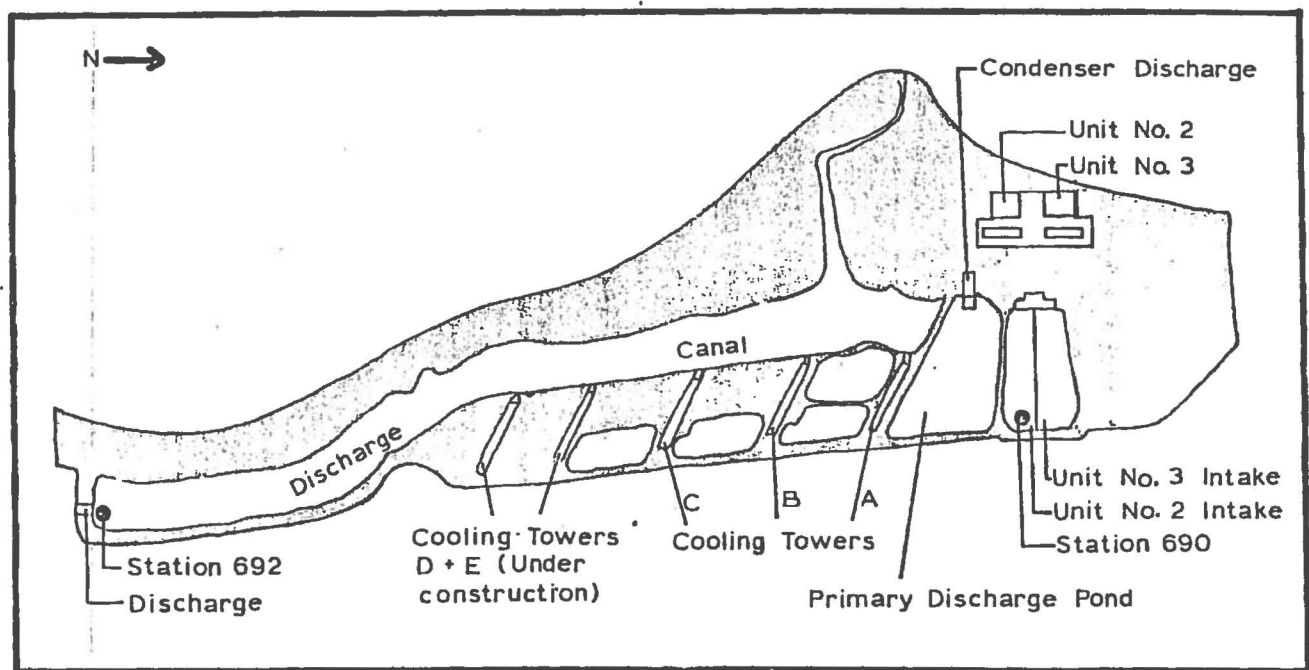 N
Condenser Discharge
Unit No. 2
Unit No. 3
Canal
Discharge
C
B
A
Unit No. 3 Intake
Unit No. 2 Intake
Station 690
Cooling Towers
D + E (Under
construction)
Cooling Towers
Station 692
Discharge
Primary Discharge Pond